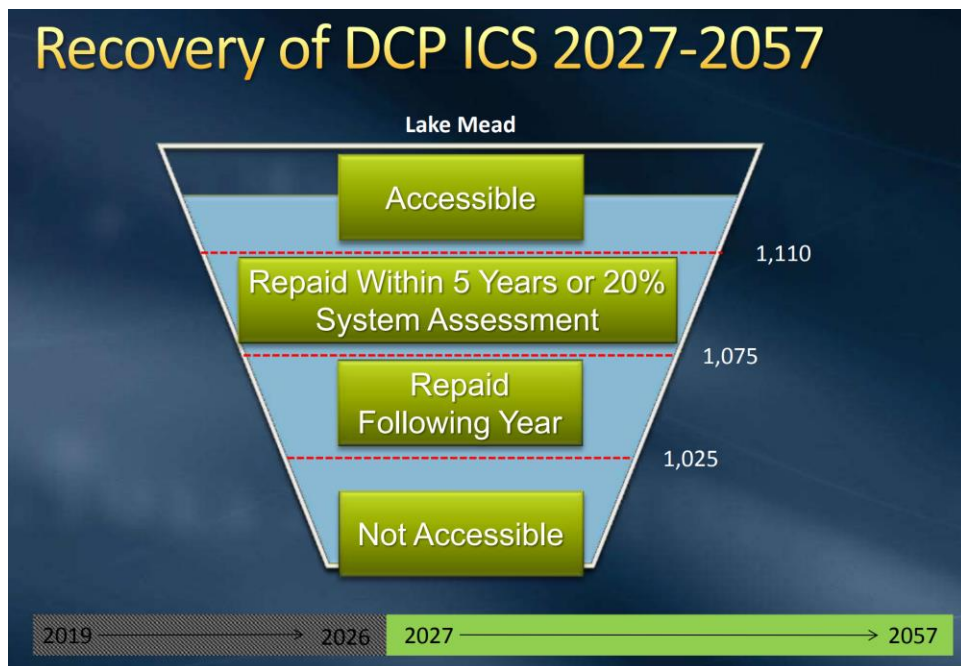 Recovery of DCP ICS 2027-2057
Lake Mead
Accessible
1,110
Repaid Within 5 Years or 20%
System Assessment
1,075
Repaid
Following Year
1,025
Not Accessible
2019
2026
2027
2057